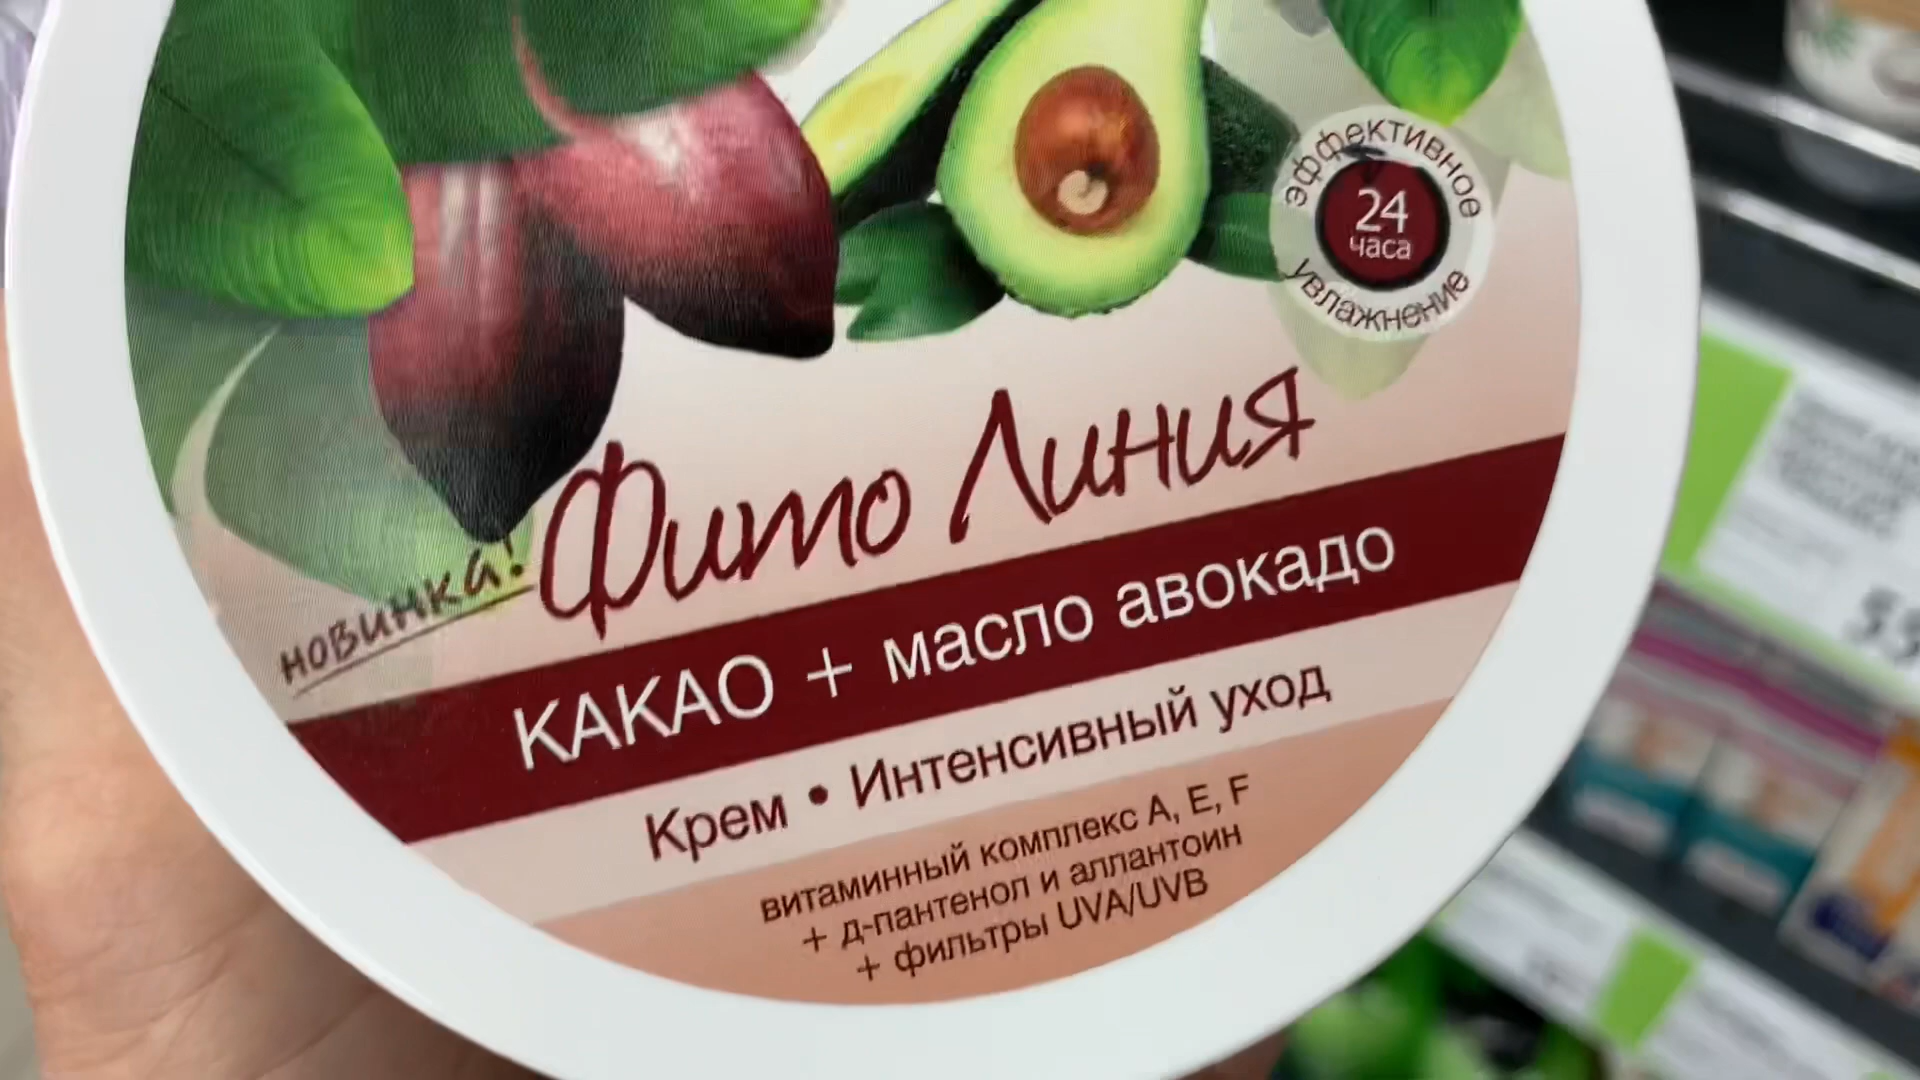 эффективное
24
часа
увлажнение
Фито Линия
новинка!
КАКАО + масло авокадо
Крем • Интенсивный уход
витаминный комплекс А, Е, F
+ д-пантенол и аллантоин
+ фильтры UVA/UVB